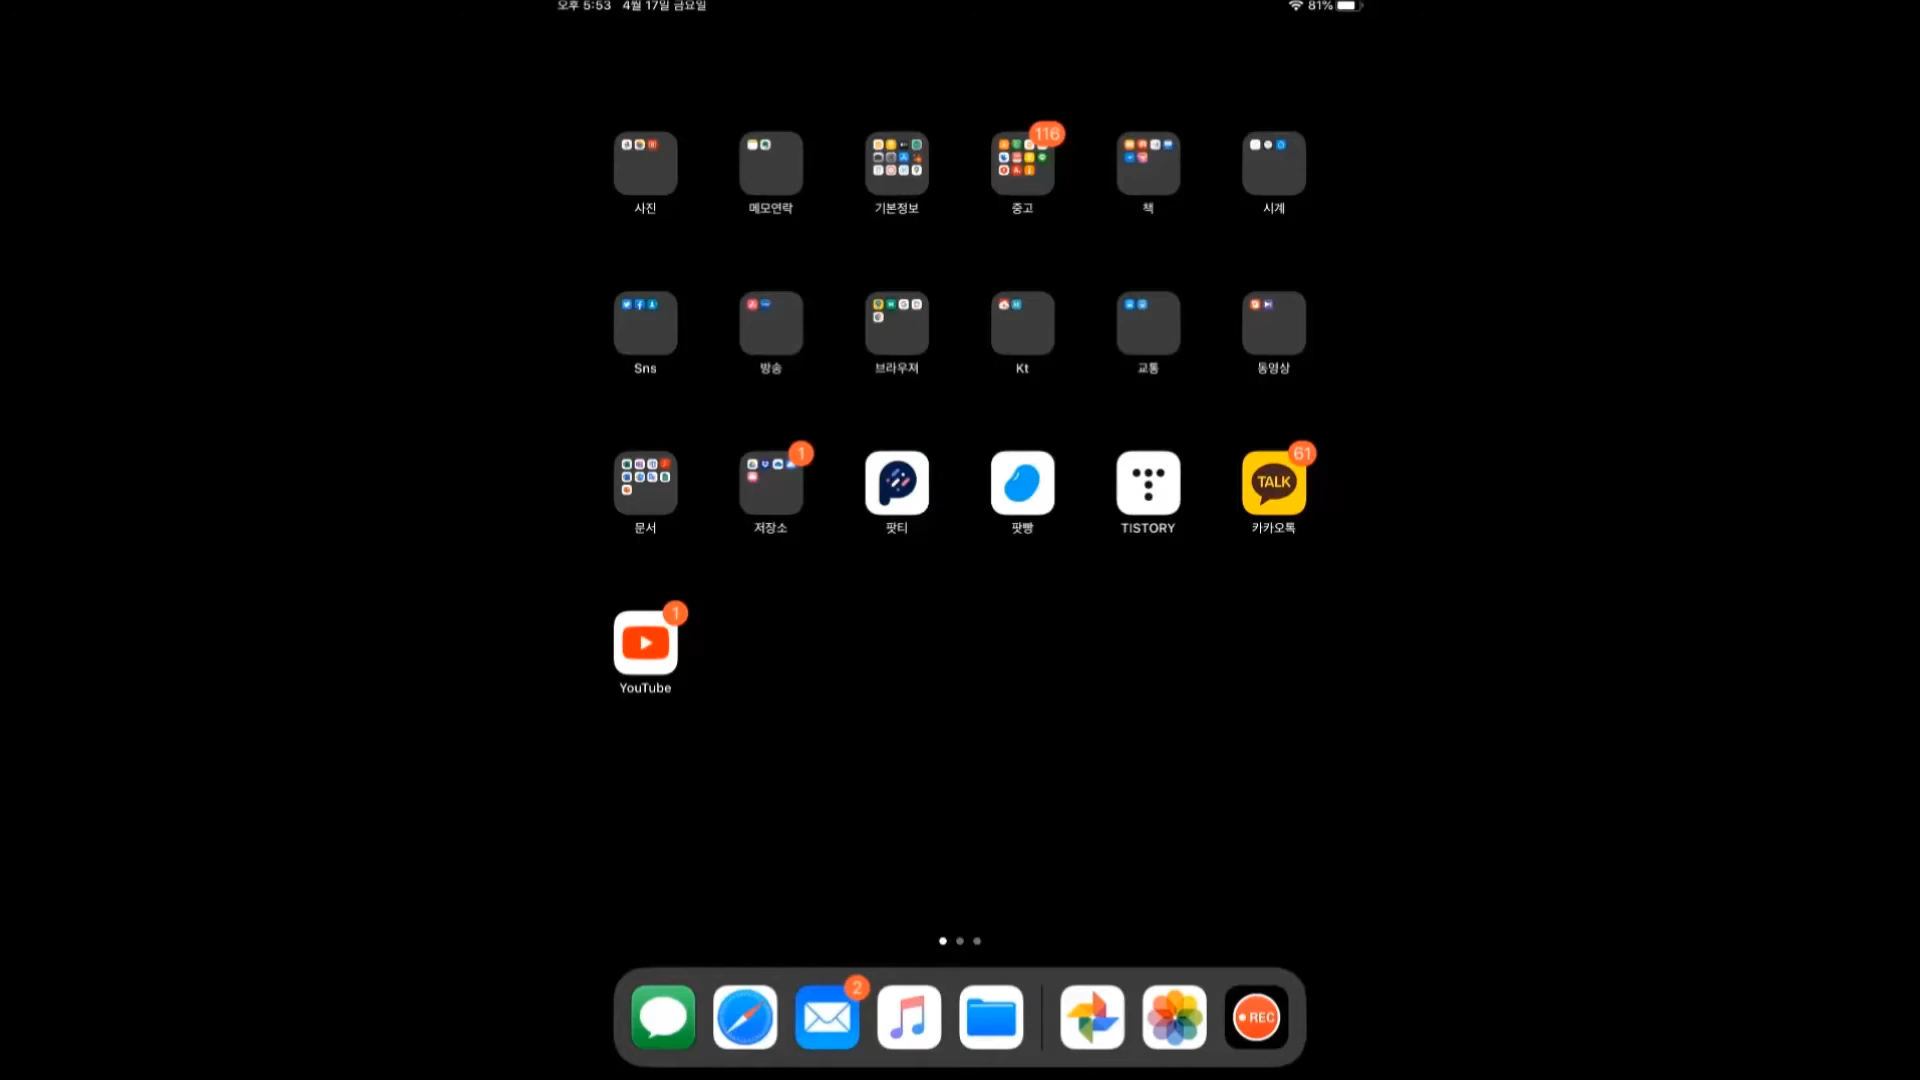 오후 5:53 4월 17일 금요일
81%
116
사진 메모연락 기본정보 중고 책 시계
Sns 방송 브라우져 Kt 교통 동영상
1
61
TALK
문서 저장소 팟티 팟빵 TISTORY 카카오톡
1
YouTube
2
REC